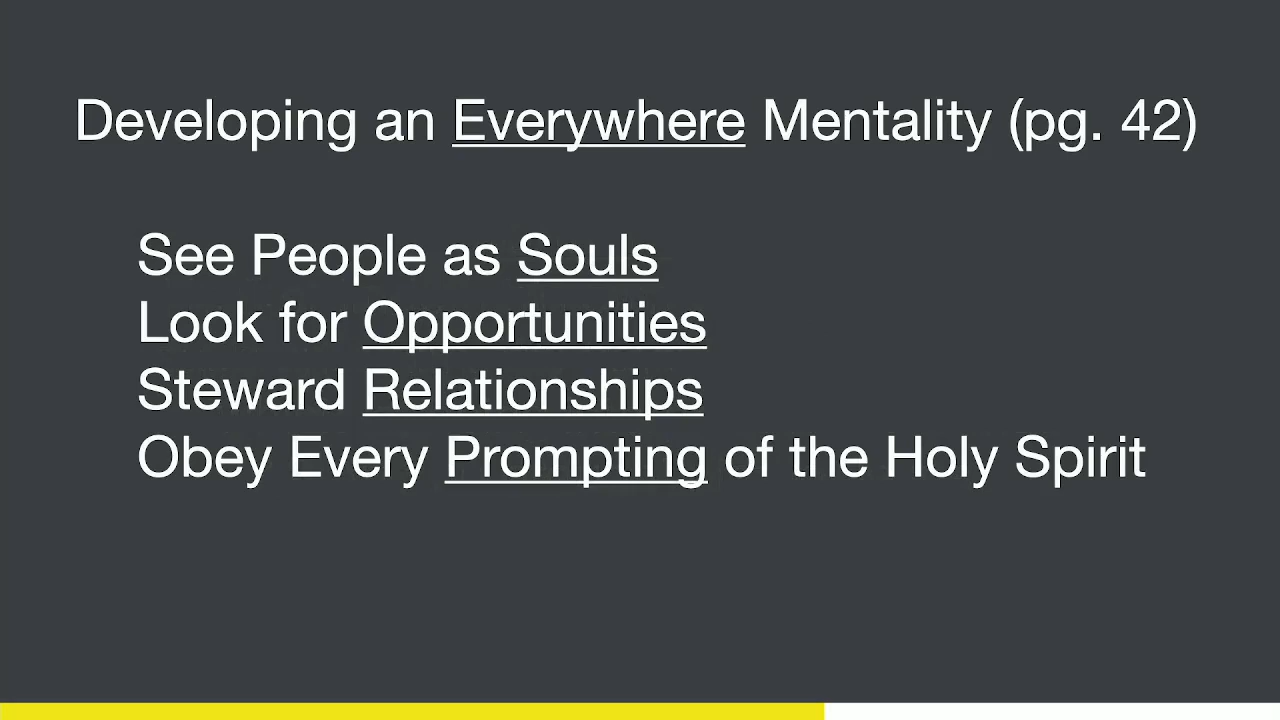 Developing an Everywhere Mentality (pg. 42)
See People as Souls
Look for Opportunities
Steward Relationships
Obey Every Prompting of the Holy Spirit